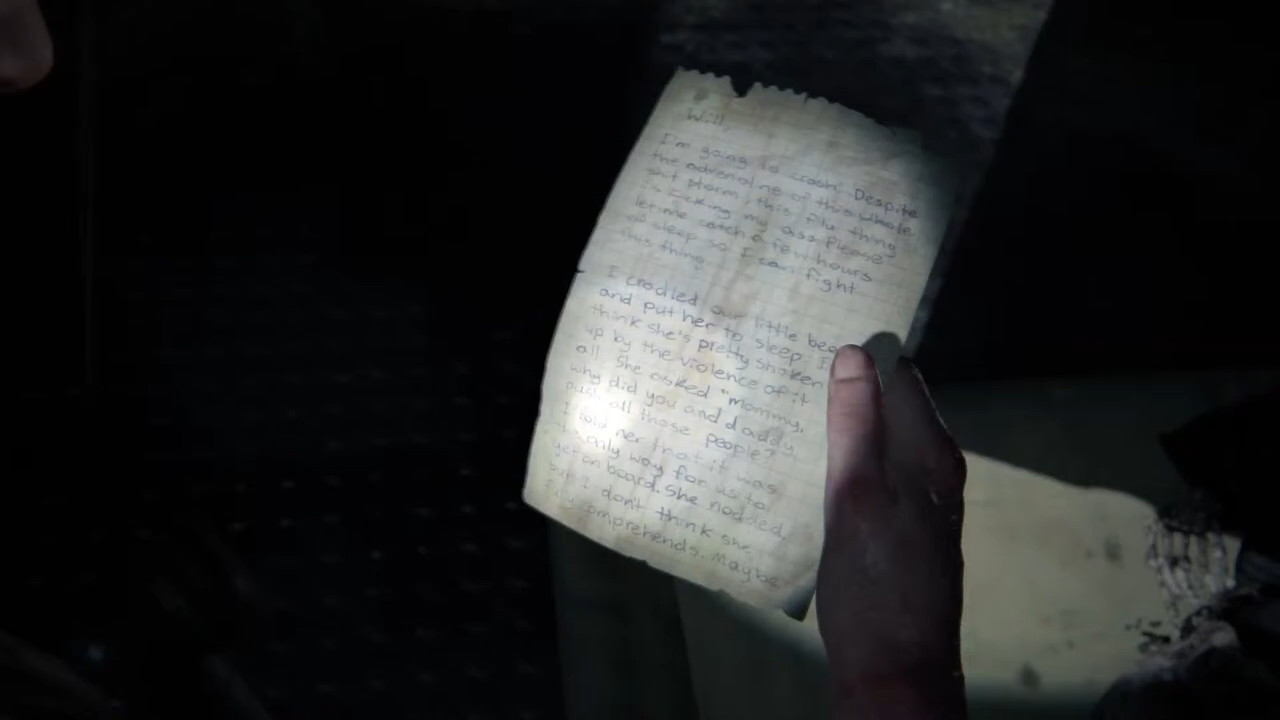 Will,
I'm going to crash. Despite
the adrenaline of this whole
shit storm, this flu thing
is kicking my ass. Please
let me catch a few hours
of sleep so I can fight
this thing.
I cradled our little
and put her to sleep. I
think she's pretty shaken
up by the violence of it
all. She asked "mommy,
why did you and daddy
push all those people?
I told her that it was
the only way for us to
get on board. She nodded,
but I don't think she
fully comprehends. Maybe